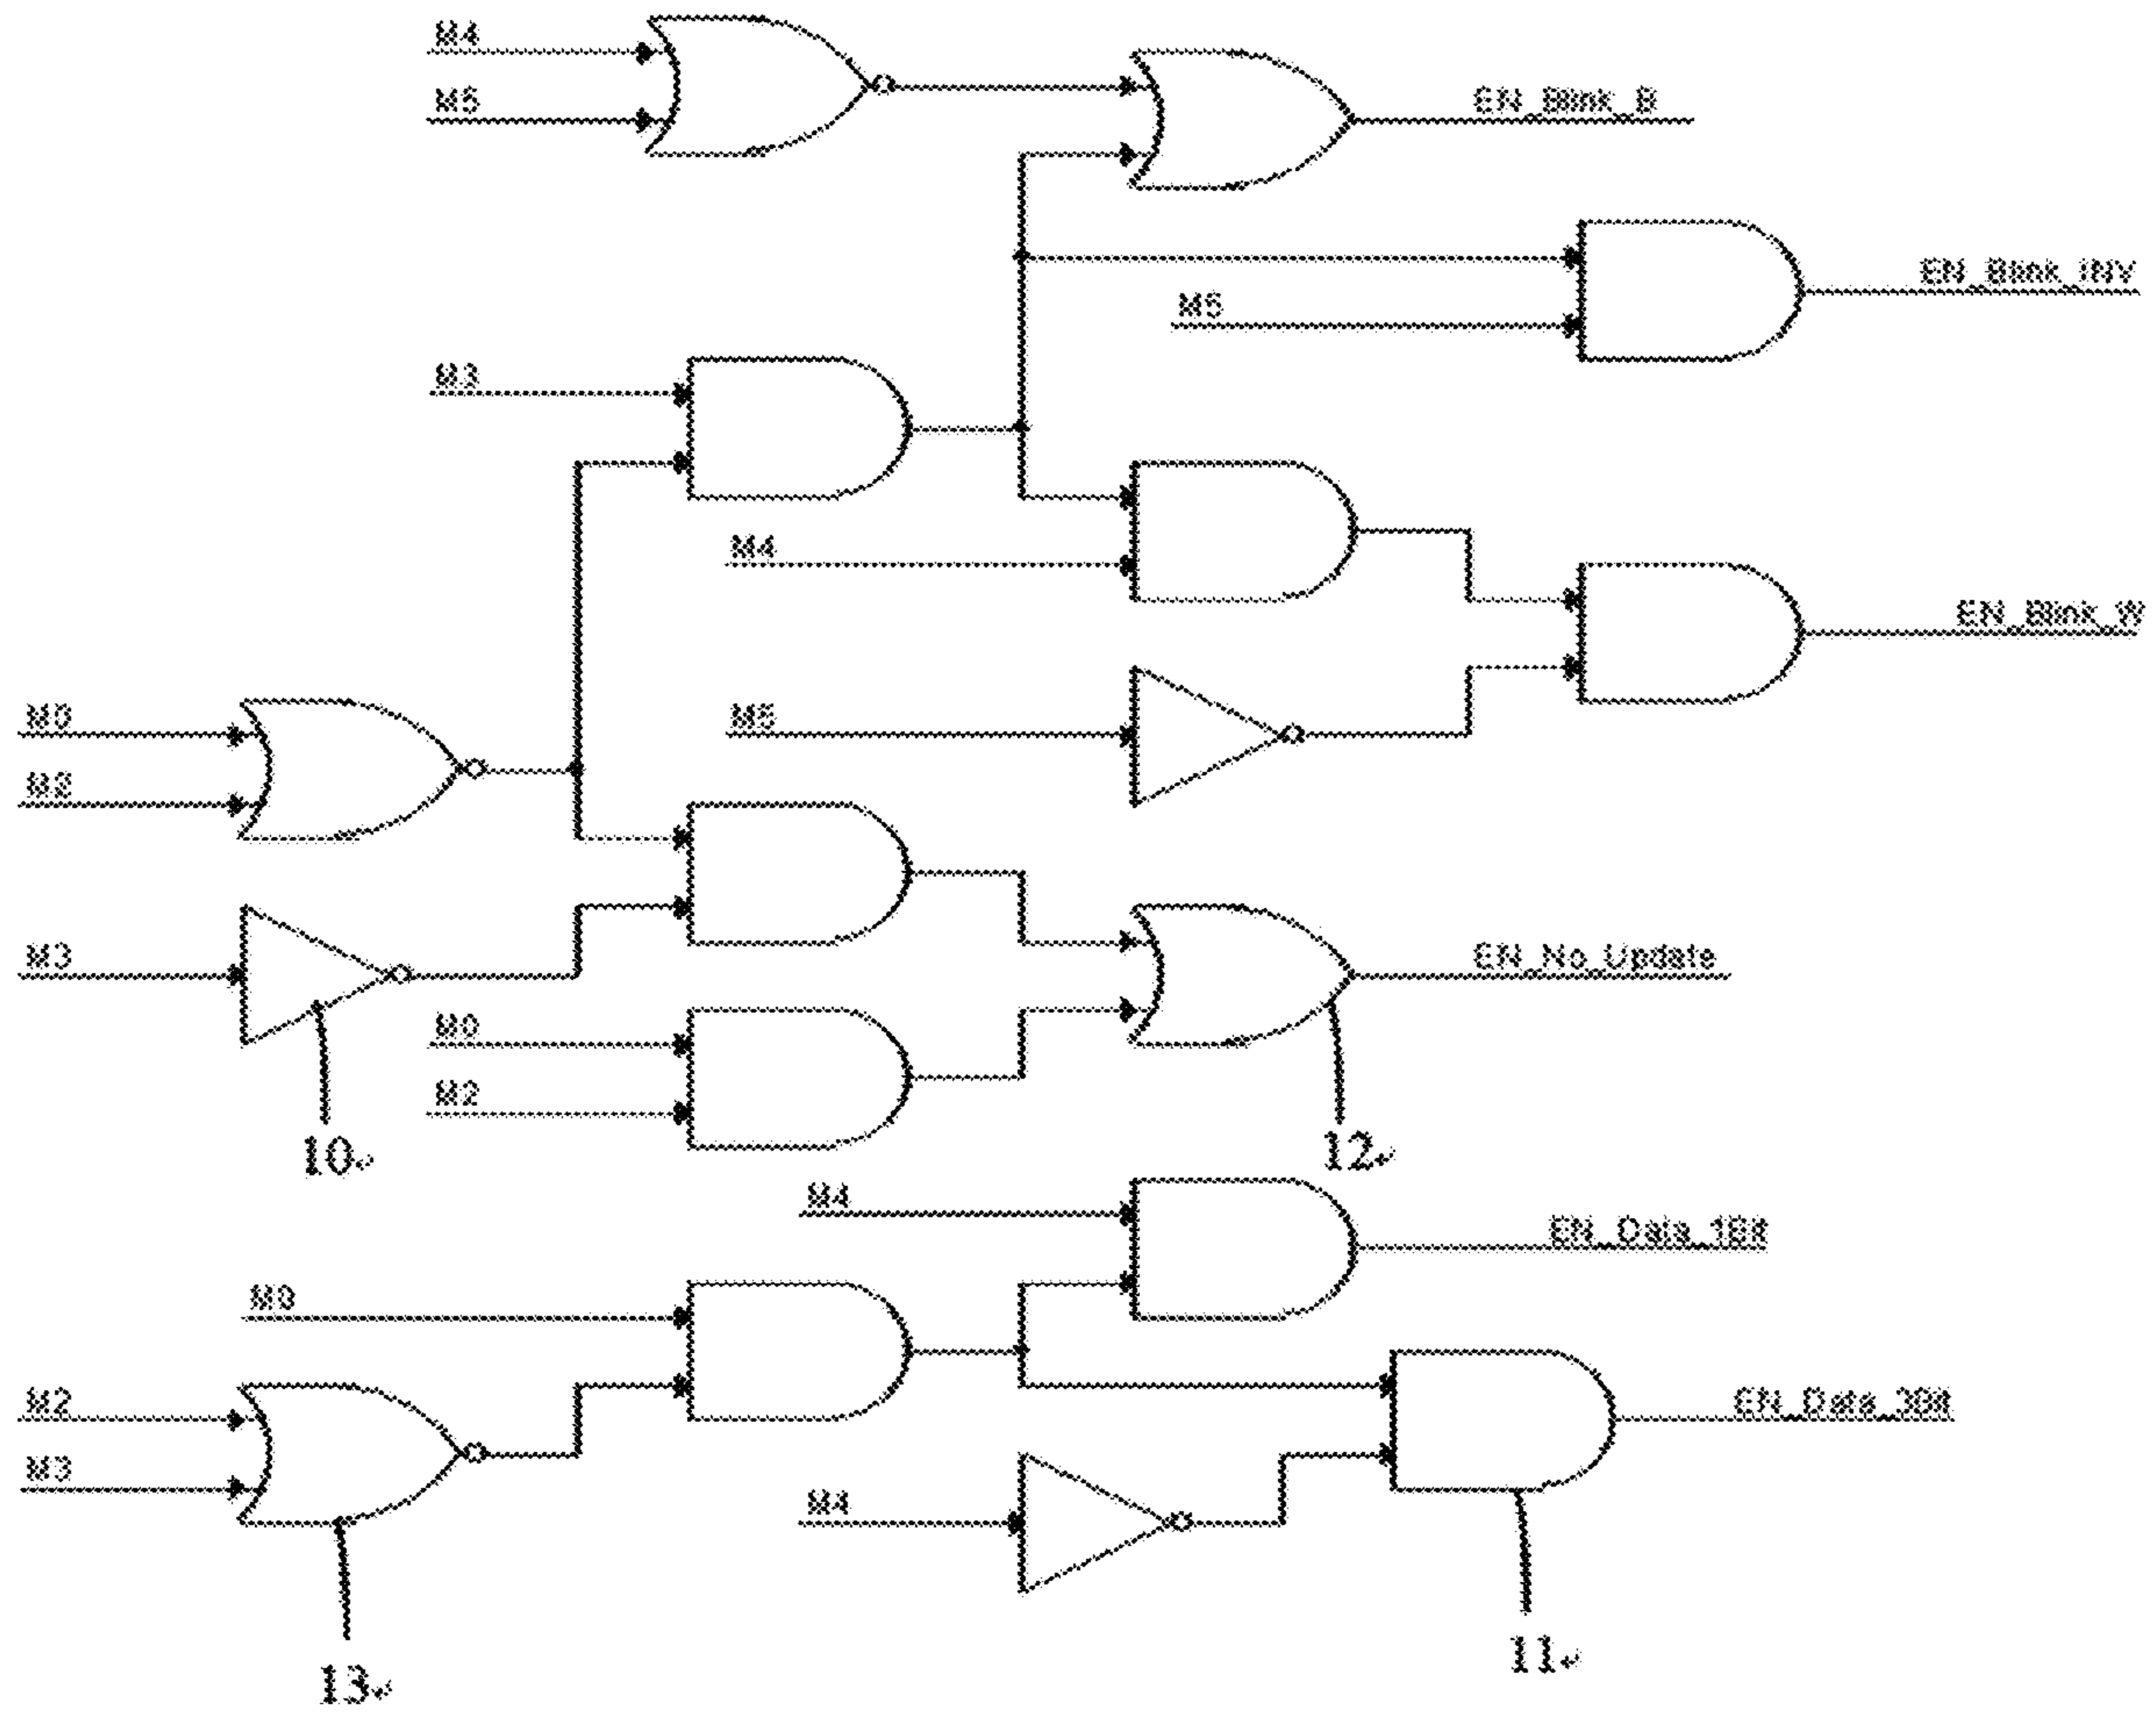 M4
M5
EN_Blink_B
EN_Blink_INV
M5
M3
M4
EN_Blink_W
M0
M2
M5
M3
EN_No_Update
M0
M2
10
12
M4
EN_Data_1Bit
M0
M2
M3
EN_Data_3Bit
M4
13
11